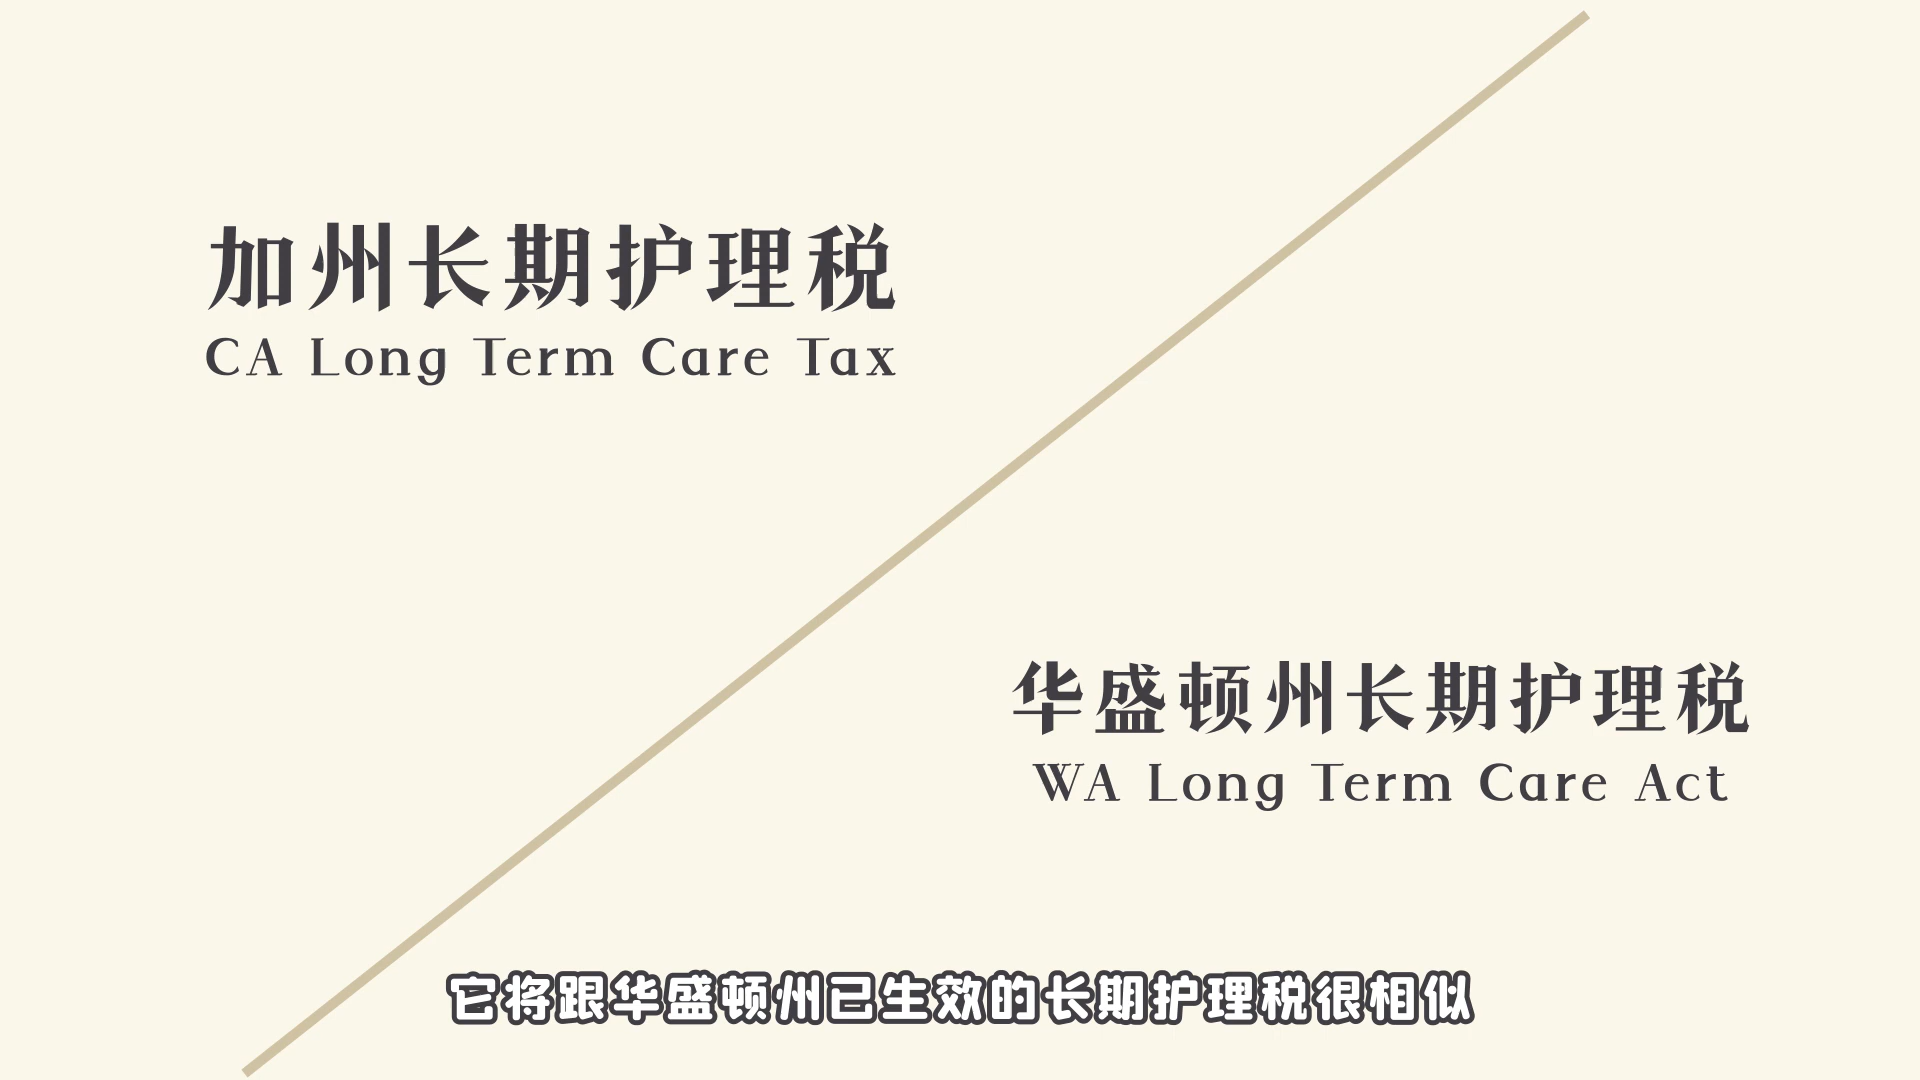 加州长期护理税
CA Long Term Care Tax
华盛顿州长期护理税
WA Long Term Care Act
它将跟华盛顿州已生效的长期护理税很相似